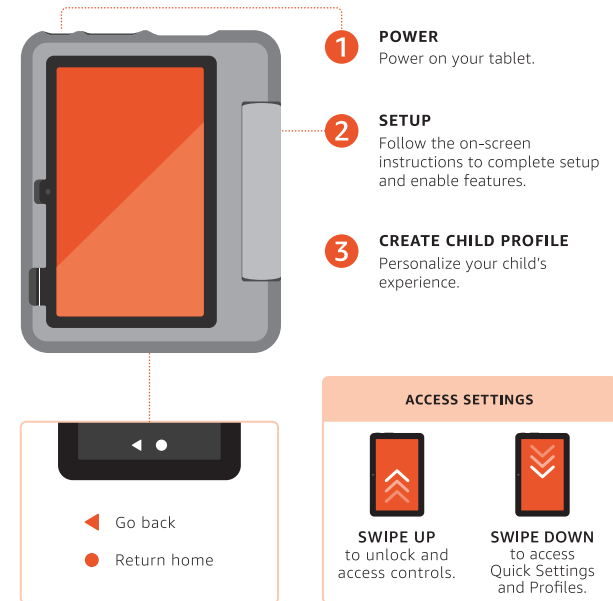 1
POWER
Power on your tablet.
2
SETUP
Follow the on-screen
instructions to complete setup
and enable features.
3
CREATE CHILD PROFILE
Personalize your child's
experience.
Go back
Return home
ACCESS SETTINGS
SWIPE UP
to unlock and
access controls.
SWIPE DOWN
to access
Quick Settings
and Profiles.